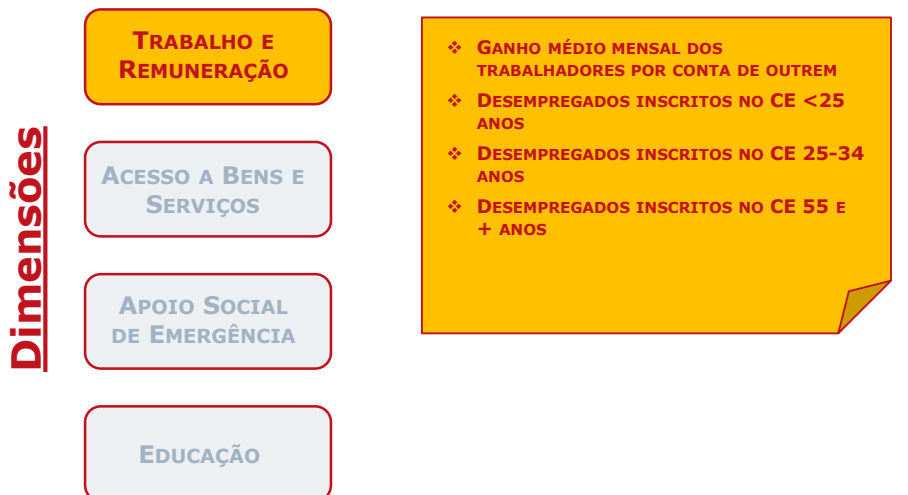 Dimensões
TRABALHO E
REMUNERAÇÃO
ACESSO A BENS E
SERVIÇOS
APOIO SOCIAL
DE EMERGÊNCIA
EDUCAÇÃO
❖ GANHO MÉDIO MENSAL DOS
TRABALHADORES POR CONTA DE OUTREM
❖ DESEMPREGADOS INSCRITOS NO CE <25
ANOS
❖ DESEMPREGADOS INSCRITOS NO CE 25-34
ANOS
❖ DESEMPREGADOS INSCRITOS NO CE 55 E
+ ANOS